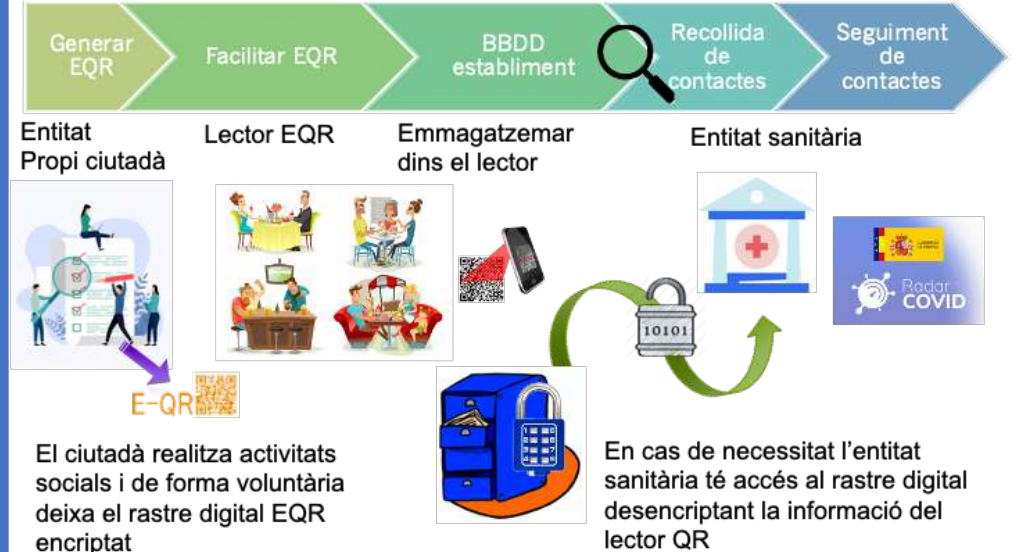 Generar
EQR
Facilitar EQR
BBDD
establiment
Recollida
de
contactes
Seguiment
de
contactes
Entitat
Propi ciutadà
Lector EQR
Emmagatzemar
dins el lector
Entitat sanitària
Radar
COVID
10101
E-QR
El ciutadà realitza activitats
socials i de forma voluntària
deixa el rastre digital EQR
encriptat
En cas de necessitat l’entitat
sanitària té accés al rastre digital
desencriptant la informació del
lector QR